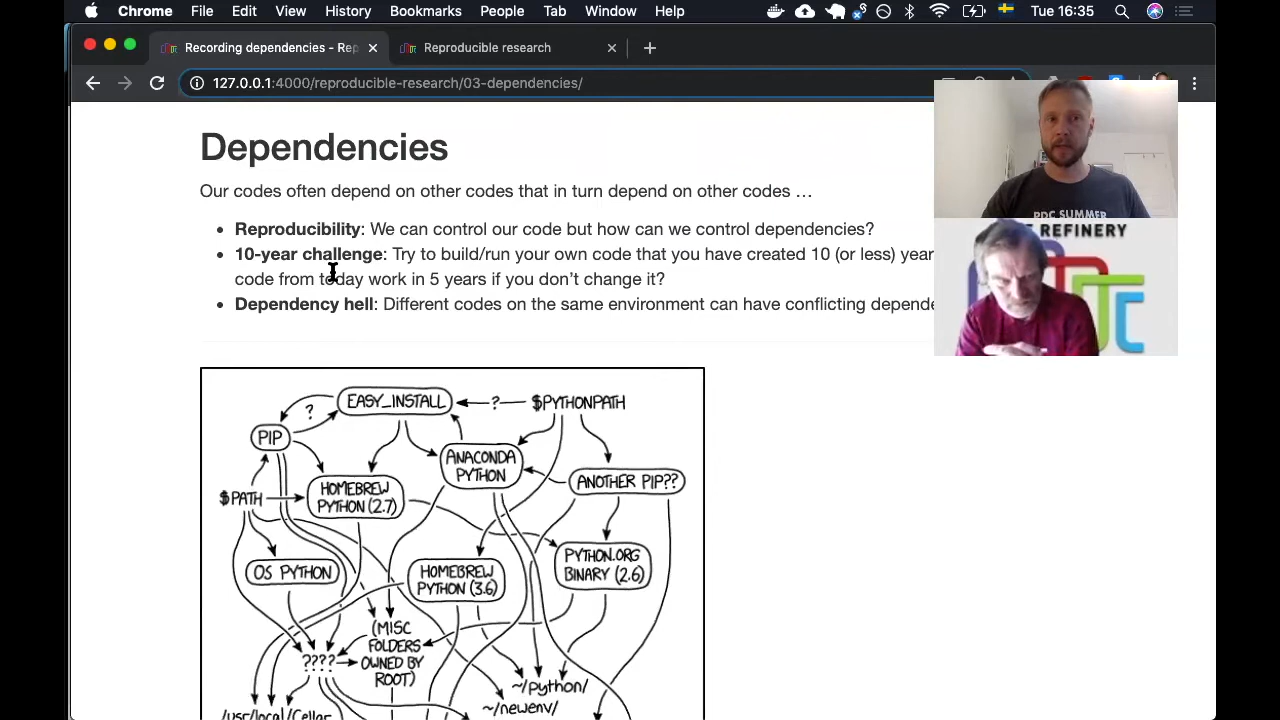 Chrome File Edit View History Bookmarks People Tab Window Help Tue 16:35
Recording dependencies - Rep
Reproducible research
127.0.0.1:4000/reproducible-research/03-dependencies/
Dependencies
Our codes often depend on other codes that in turn depend on other codes …
Reproducibility: We can control our code but how can we control dependencies?
10-year challenge: Try to build/run your own code that you have created 10 (or less) year
code from today work in 5 years if you don't change it?
Dependency hell: Different codes on the same environment can have conflicting depende
PDC SUMMER
REFINERY
EASY_INSTALL
?
$PYTHONPATH
?
PIP
ANACONDA
PYTHON
ANOTHER PIP??
$PATH
HOMEBREW
PYTHON (2.7)
OS PYTHON
HOMEBREW
PYTHON (3.6)
PYTHON.ORG
BINARY (2.6)
(MISC
FOLDERS
OWNED BY
ROOT)
????
~/python/
~/newenv/
/usr/local/Cellar